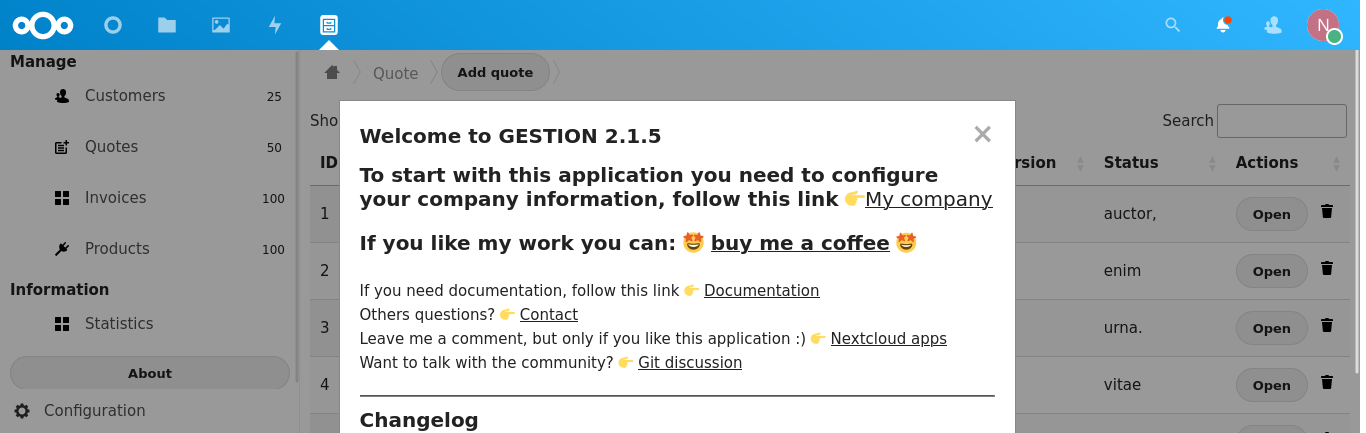 N
Manage
Customers 25
Quotes 50
Invoices 100
Products 100
Information
Statistics
About
Configuration
Quote Add quote
Sho
Search
ID
rsion Status Actions
1 auctor, Open
2 enim Open
3 urna. Open
4 vitae Open
Welcome to GESTION 2.1.5
To start with this application you need to configure
your company information, follow this link 👉My company
If you like my work you can: 🤩 buy me a coffee 🤩
If you need documentation, follow this link 👉 Documentation
Others questions? 👉 Contact
Leave me a comment, but only if you like this application :) 👉 Nextcloud apps
Want to talk with the community? 👉 Git discussion
Changelog